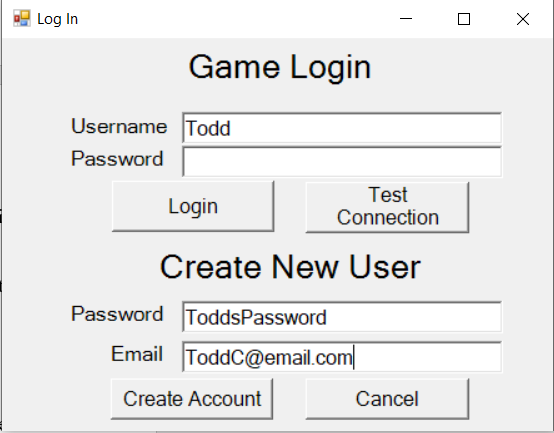 Log In
Game Login
Username Todd
Password
Login
Test
Connection
Create New User
Password ToddsPassword
Email ToddC@email.com
Create Account
Cancel